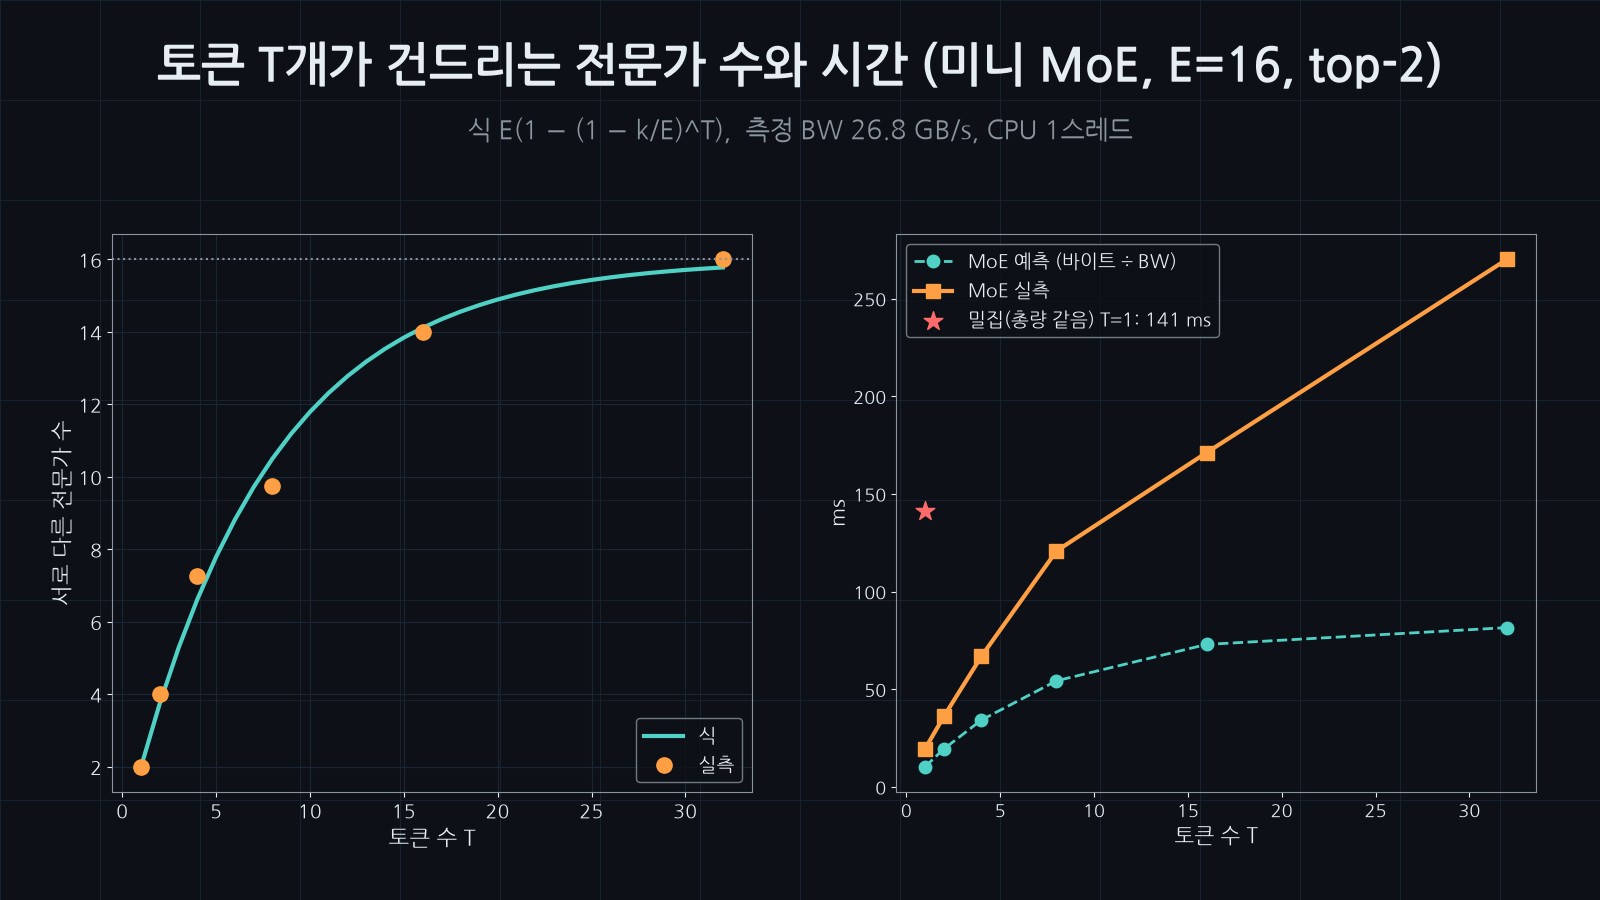 토큰 T개가 건드리는 전문가 수와 시간 (미니 MoE, E=16, top-2)
식 E(1 − (1 − k/E)^T),  측정 BW 26.8 GB/s, CPU 1스레드
서로 다른 전문가 수
16
14
12
10
8
6
4
2
식
실측
0 5 10 15 20 25 30
토큰 수 T
ms
250
200
150
100
50
0
MoE 예측 (바이트 ÷ BW)
MoE 실측
밀집(총량 같음) T=1: 141 ms
0 5 10 15 20 25 30
토큰 수 T